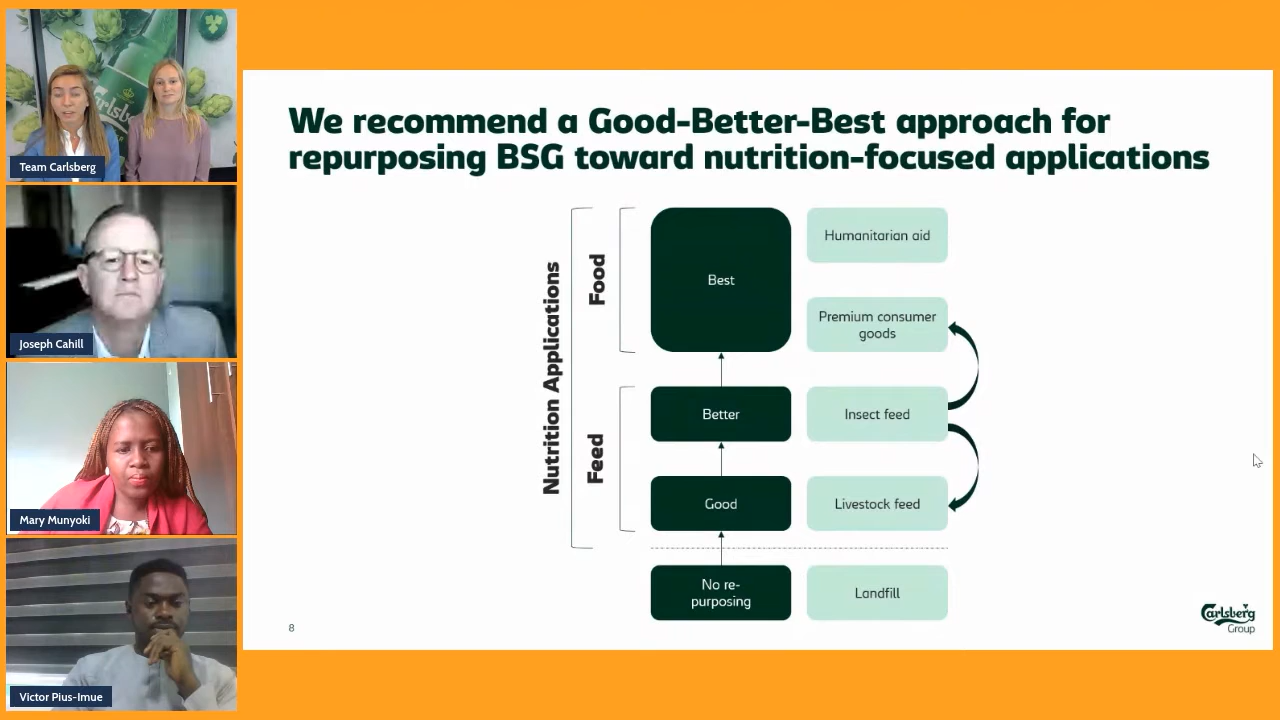 Carlsberg
Team Carlsberg
Joseph Cahill
Mary Munyoki
Victor Pius-Imue
We recommend a Good-Better-Best approach for
repurposing BSG toward nutrition-focused applications
Nutrition Applications
Food
Feed
Best
Humanitarian aid
Premium consumer
goods
Better
Insect feed
Good
Livestock feed
No re-
purposing
Landfill
8
Carlsberg
Group